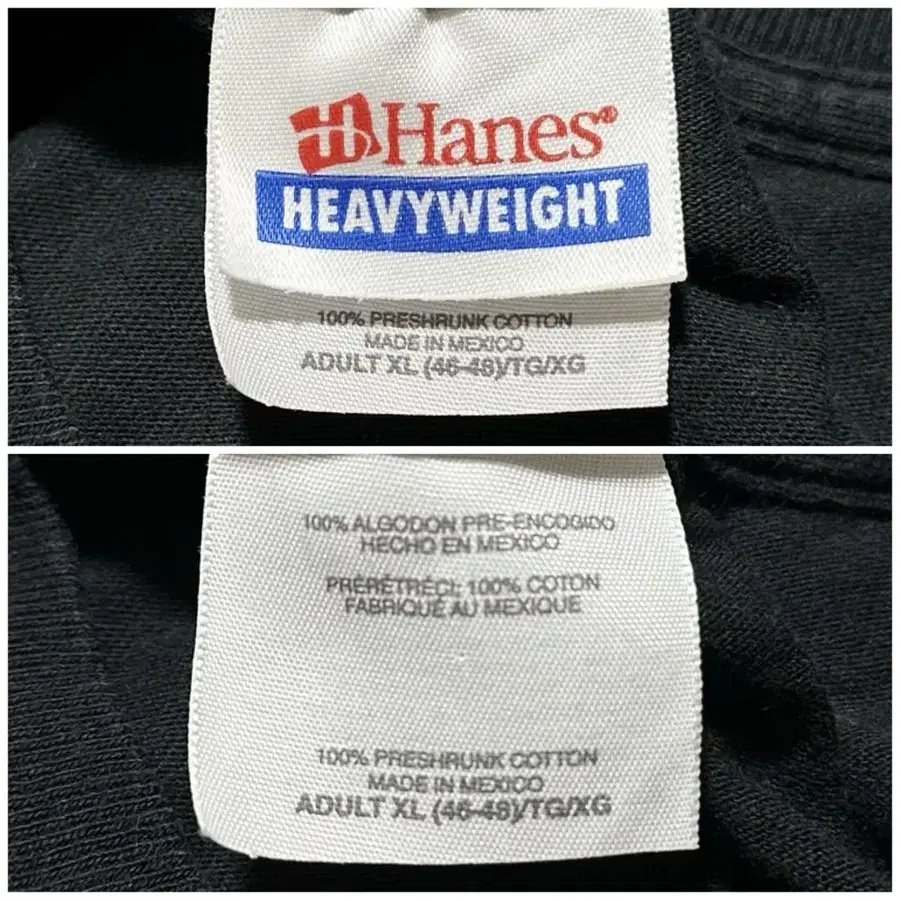 Hanes®
HEAVYWEIGHT
100% PRESHRUNK COTTON
MADE IN MEXICO
ADULT XL (46-48)/TG/XG
100% ALGODON PRE-ENCOGIDO
HECHO EN MEXICO
PRÉRÉTRÉCI: 100% COTON
FABRIQUÉ AU MEXIQUE
100% PRESHRUNK COTTON
MADE IN MEXICO
ADULT XL (46-48)/TG/XG